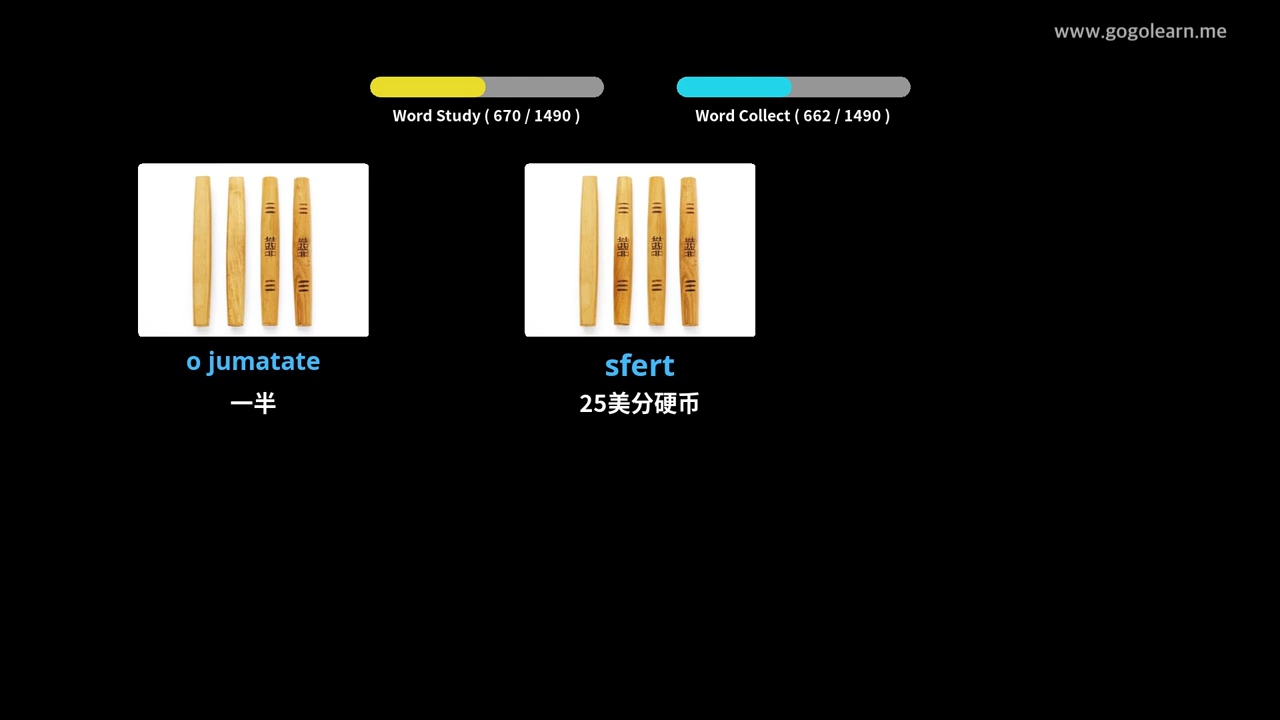 www.gogolearn.me
Word Study ( 670 / 1490 )
Word Collect ( 662 / 1490 )
o jumatate
sfert
一半
25美分硬币